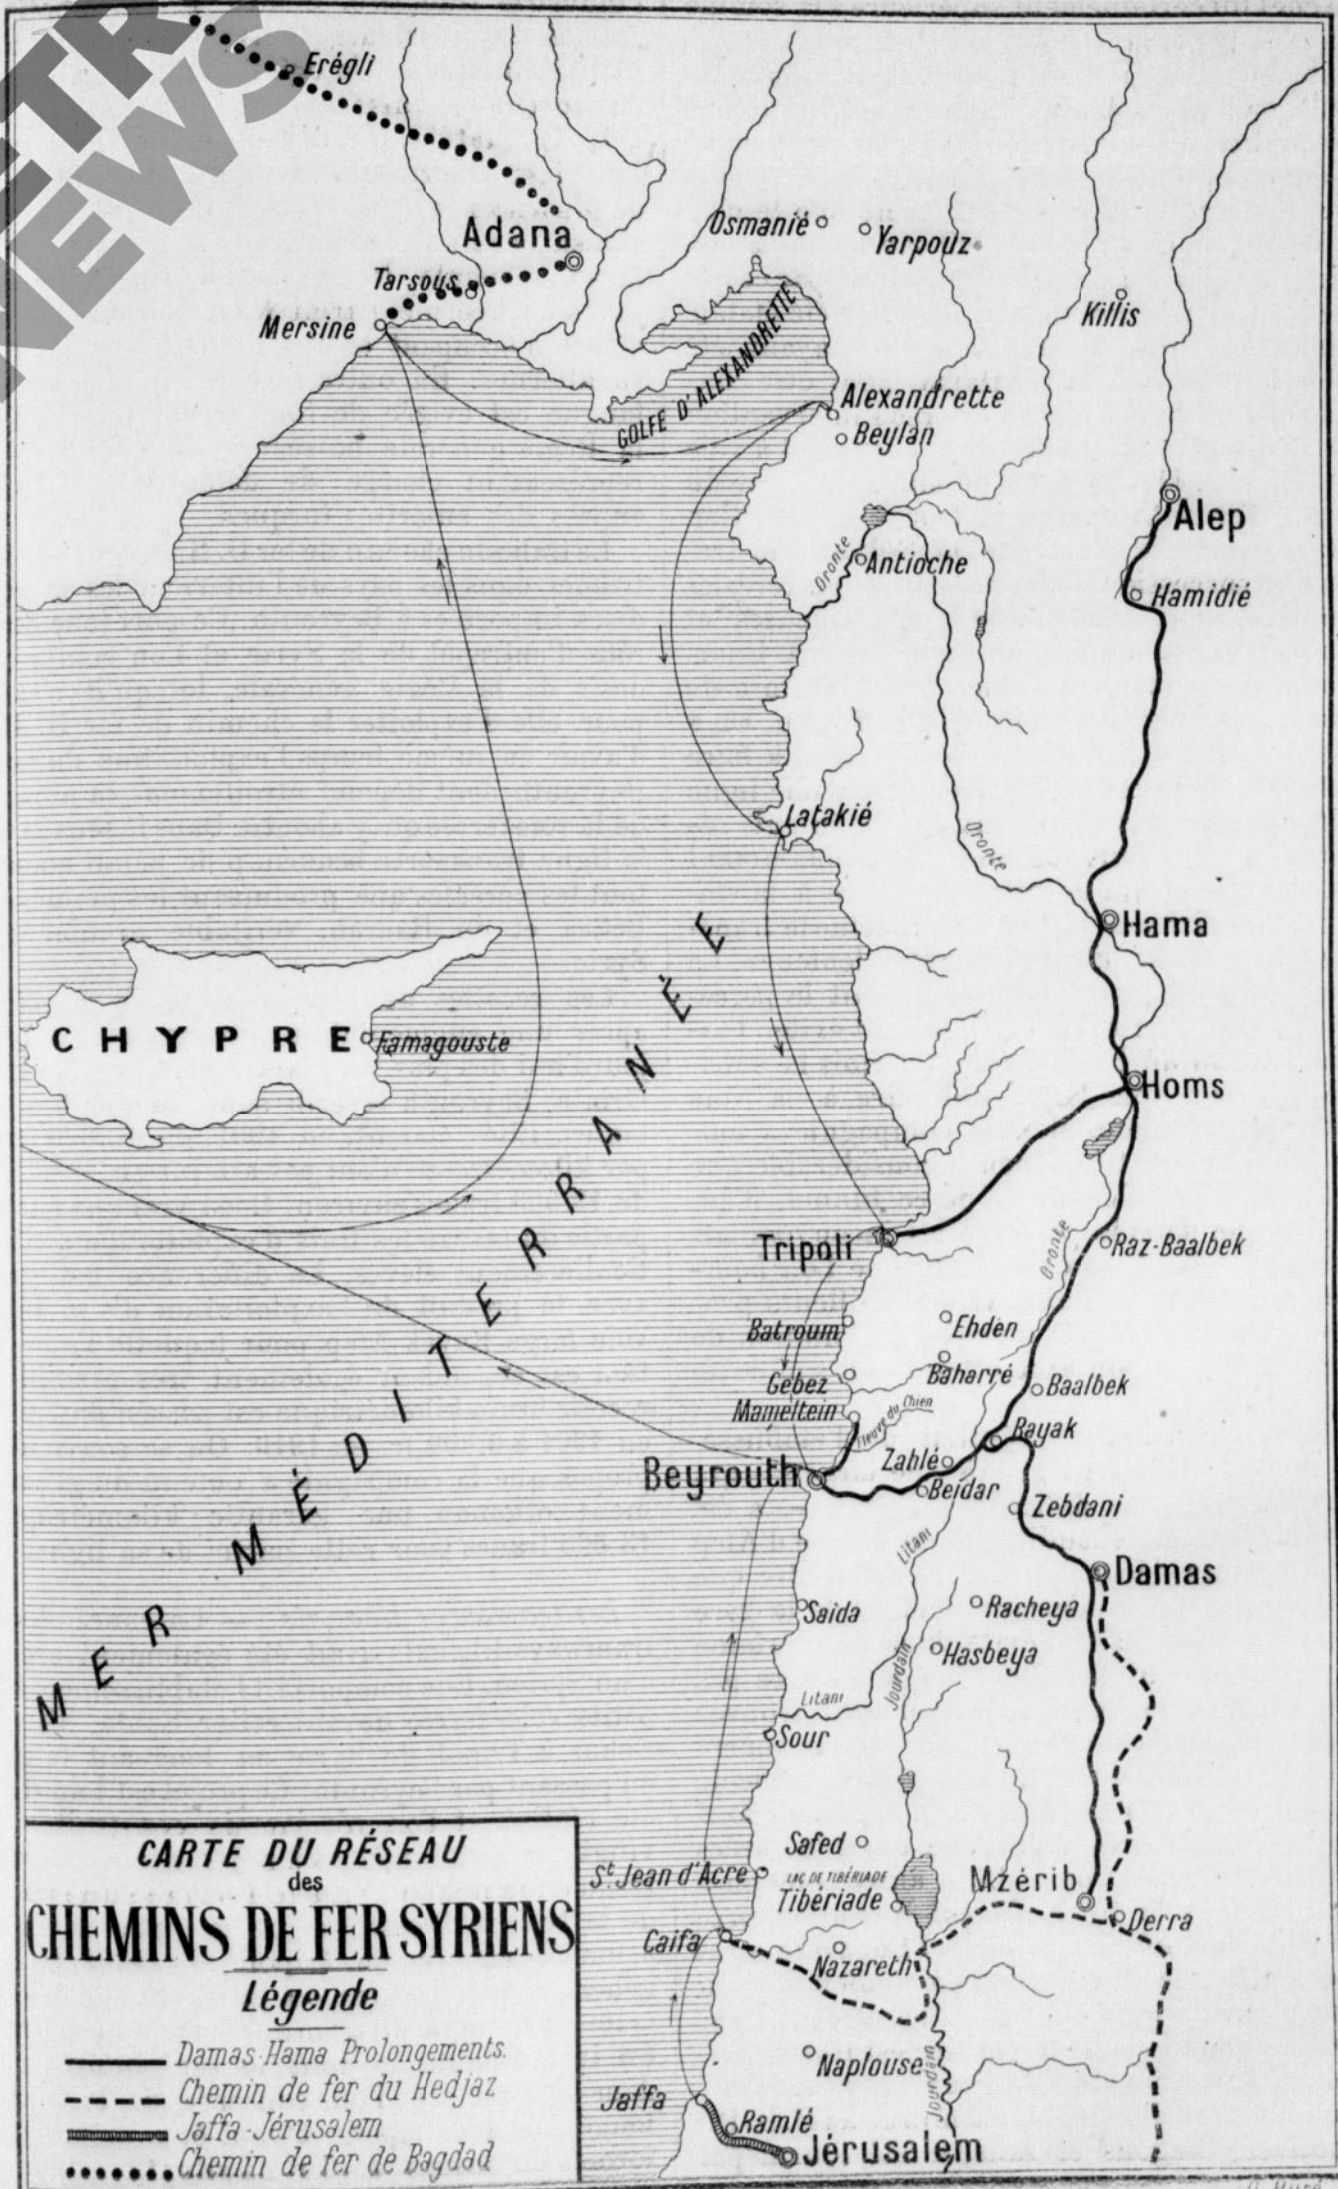 METR
NEWS
Erégli
Adana
Osmanié
Yarpouz
Tarsous
Mersine
Killis
GOLFE D'ALEXANDRETTE
Alexandrette
Beylan
Alep
Oronte
Antioche
Hamidié
Latakié
Oronte
Hama
CHYPRE
Famagouste
Homs
MER MÉDITERRANÉE
Tripoli
Oronte
Raz-Baalbek
Batroum
Ehden
Gébez
Baharré
Baalbek
Mameltein
Fleuve du Chien
Rayak
Beyrouth
Zahlé
Beidar
Zebdani
Litani
Damas
Saida
Racheya
Hasbeya
Jourdain
Litani
Sour
Safed
St. Jean d'Acre
LAC DE TIBÉRIADE
Tibériade
Mzérib
Derra
Caifa
Nazareth
Naplouse
Jourdain
Jaffa
Ramlé
Jérusalem
CARTE DU RÉSEAU
des
CHEMINS DE FER SYRIENS
Légende
Damas-Hama Prolongements.
Chemin de fer du Hedjaz
Jaffa-Jérusalem
Chemin de fer de Bagdad